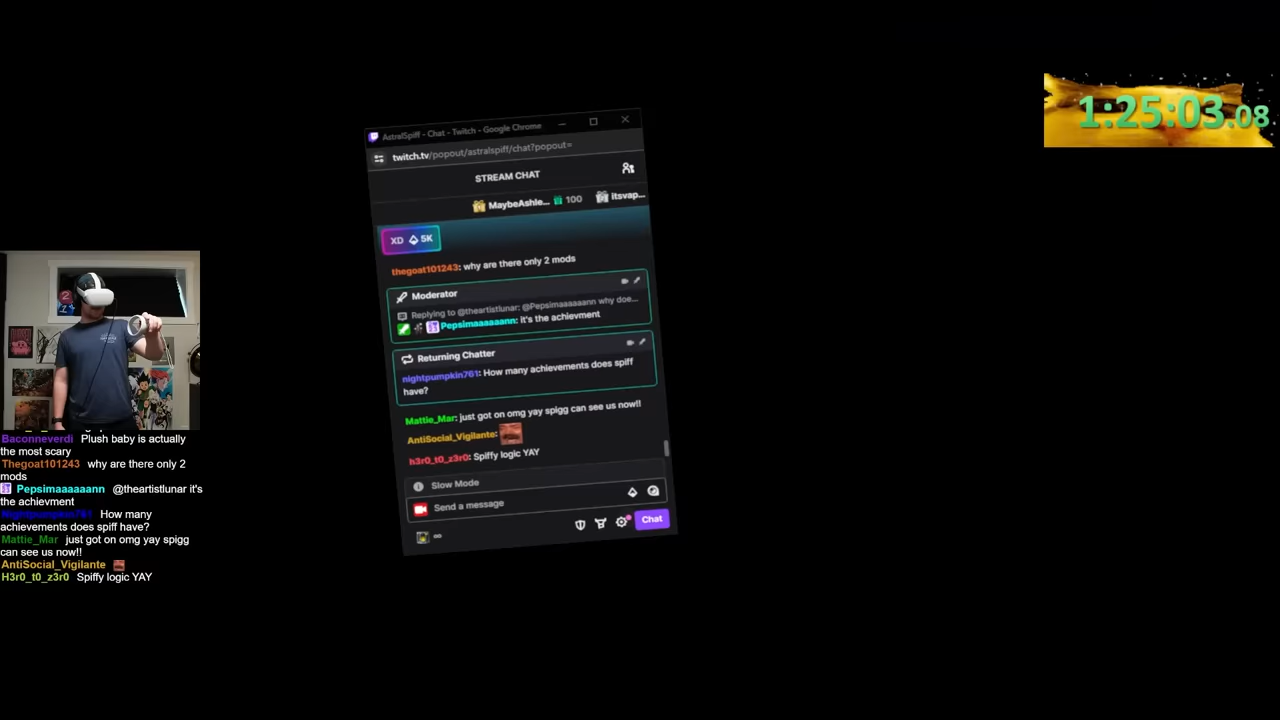 1:25:03.08
AstralSpiff - Chat - Twitch - Google Chrome
twitch.tv/popout/astralspiff/chat?popout=
STREAM CHAT
MaybeAshle... 100 itsvap...
XD 5K
thegoat101243: why are there only 2 mods
Moderator
Replying to @theartistlunar: @Pepsimaaaaaann why doe...
Pepsimaaaaaann: it's the achievment
Returning Chatter
nightpumpkin761: How many achievements does spiff
have?
Mattie_Mar: just got on omg yay spigg can see us now!!
AntiSocial_Vigilante:
h3r0_t0_z3r0: Spiffy logic YAY
Slow Mode
Send a message
∞
Chat
Baconneverdi Plush baby is actually
the most scary
Thegoat101243 why are there only 2
mods
Pepsimaaaaaann @theartistlunar it's
the achievment
Nightpumpkin761 How many
achievements does spiff have?
Mattie_Mar just got on omg yay spigg
can see us now!!
AntiSocial_Vigilante
H3r0_t0_z3r0 Spiffy logic YAY